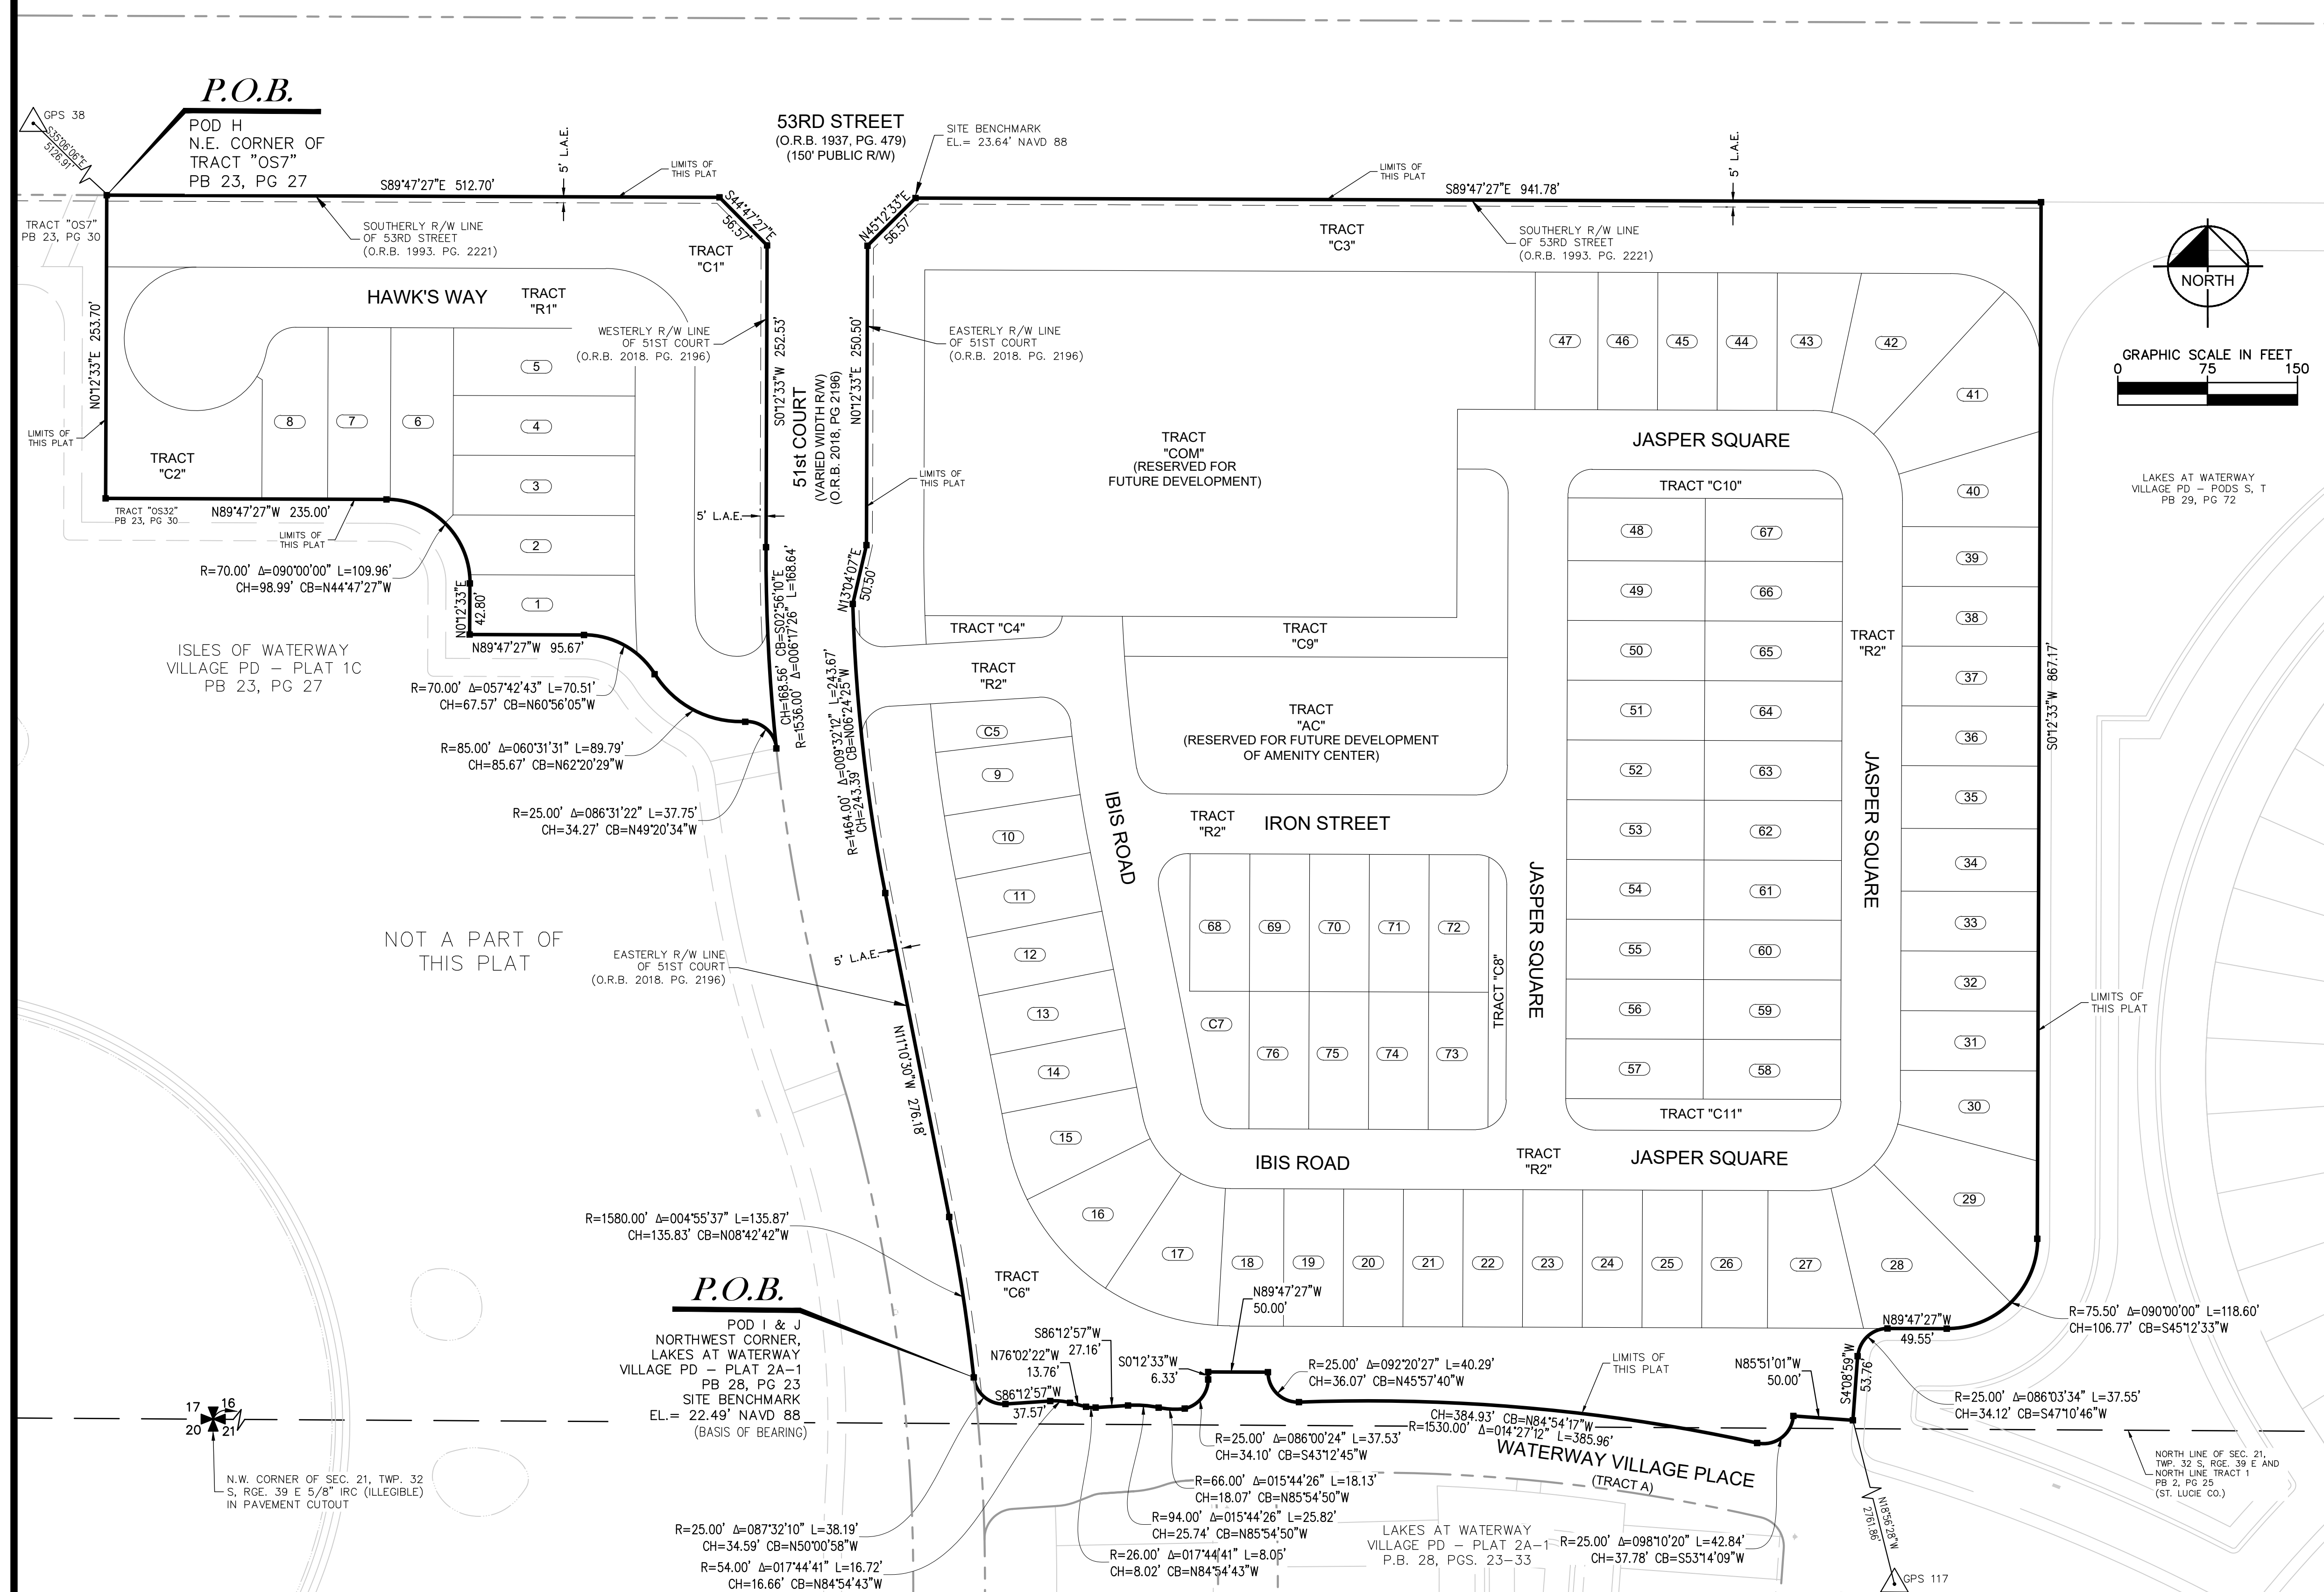 P.O.B.
POD H
N.E. CORNER OF
TRACT "OS7"
PB 23, PG 27
GPS 38
S35°06'06"E
5126.91'
53RD STREET
(O.R.B. 1937, PG. 479)
(150' PUBLIC R/W)
SITE BENCHMARK
EL.= 23.64' NAVD 88
5' L.A.E.
LIMITS OF
THIS PLAT
S89°47'27"E 512.70'
S44°47'27"E
56.57'
N45°12'33"E
56.57'
LIMITS OF
THIS PLAT
S89°47'27"E 941.78'
5' L.A.E.
TRACT "OS7"
PB 23, PG 30
SOUTHERLY R/W LINE
OF 53RD STREET
(O.R.B. 1993. PG. 2221)
TRACT
"C1"
TRACT
"C3"
SOUTHERLY R/W LINE
OF 53RD STREET
(O.R.B. 1993. PG. 2221)
NORTH
GRAPHIC SCALE IN FEET
0 75 150
HAWK'S WAY
TRACT
"R1"
N0°12'33"E 253.70'
LIMITS OF
THIS PLAT
WESTERLY R/W LINE
OF 51ST COURT
(O.R.B. 2018. PG. 2196)
S0°12'33"W 252.53'
51st COURT
(VARIED WIDTH R/W)
(O.R.B. 2018, PG 2196)
N0°12'33"E 250.50'
EASTERLY R/W LINE
OF 51ST COURT
(O.R.B. 2018. PG. 2196)
LIMITS OF
THIS PLAT
5
4
3
2
1
8
7
6
TRACT
"C2"
TRACT "OS32"
PB 23, PG 30
N89°47'27"W 235.00'
LIMITS OF
THIS PLAT
5' L.A.E.
R=70.00' Δ=090°00'00" L=109.96'
CH=98.99' CB=N44°47'27"W
N0°12'33"E
42.80'
N89°47'27"W 95.67'
ISLES OF WATERWAY
VILLAGE PD – PLAT 1C
PB 23, PG 27
R=70.00' Δ=057°42'43" L=70.51'
CH=67.57' CB=N60°56'05"W
R=85.00' Δ=060°31'31" L=89.79'
CH=85.67' CB=N62°20'29"W
R=25.00' Δ=086°31'22" L=37.75'
CH=34.27' CB=N49°20'34"W
CH=168.56' CB=S02°56'10"E
R=1536.00' Δ=006°17'26" L=168.64'
N13°04'07"E
50.50'
R=1464.00' Δ=009°32'12" L=243.67'
CH=243.39' CB=N06°24'25"W
TRACT
"COM"
(RESERVED FOR
FUTURE DEVELOPMENT)
47
46
45
44
43
42
41
40
39
38
37
36
35
34
33
32
31
30
29
28
JASPER SQUARE
TRACT "C10"
48
67
49
66
50
65
51
64
52
63
53
62
54
61
55
60
56
59
57
58
TRACT "C11"
TRACT
"R2"
JASPER SQUARE
JASPER SQUARE
S0°12'33"W 867.17'
LAKES AT WATERWAY
VILLAGE PD – PODS S, T
PB 29, PG 72
TRACT "C4"
TRACT
"C9"
TRACT
"R2"
TRACT
"AC"
(RESERVED FOR FUTURE DEVELOPMENT
OF AMENITY CENTER)
C5
9
10
11
12
13
14
15
16
17
IBIS ROAD
TRACT
"R2"
IRON STREET
68
69
70
71
72
C7
76
75
74
73
TRACT "C8"
NOT A PART OF
THIS PLAT
EASTERLY R/W LINE
OF 51ST COURT
(O.R.B. 2018. PG. 2196)
5' L.A.E.
N11°10'30"W 276.18'
LIMITS OF
THIS PLAT
IBIS ROAD
TRACT
"R2"
JASPER SQUARE
18
19
20
21
22
23
24
25
26
27
R=1580.00' Δ=004°55'37" L=135.87'
CH=135.83' CB=N08°42'42"W
TRACT
"C6"
P.O.B.
POD I & J
NORTHWEST CORNER,
LAKES AT WATERWAY
VILLAGE PD – PLAT 2A-1
PB 28, PG 23
SITE BENCHMARK
EL.= 22.49' NAVD 88
(BASIS OF BEARING)
N89°47'27"W
50.00'
S86°12'57"W
27.16'
N76°02'22"W
13.76'
S0°12'33"W
6.33'
S86°12'57"W
37.57'
R=25.00' Δ=092°20'27" L=40.29'
CH=36.07' CB=N45°57'40"W
LIMITS OF
THIS PLAT
N85°51'01"W
50.00'
S4°08'59"W
53.76'
N89°47'27"W
49.55'
R=75.50' Δ=090°00'00" L=118.60'
CH=106.77' CB=S45°12'33"W
R=25.00' Δ=086°03'34" L=37.55'
CH=34.12' CB=S47°10'46"W
CH=384.93' CB=N84°54'17"W
R=1530.00' Δ=014°27'12" L=385.96'
WATERWAY VILLAGE PLACE
(TRACT A)
R=25.00' Δ=086°00'24" L=37.53'
CH=34.10' CB=S43°12'45"W
R=66.00' Δ=015°44'26" L=18.13'
CH=18.07' CB=N85°54'50"W
R=94.00' Δ=015°44'26" L=25.82'
CH=25.74' CB=N85°54'50"W
R=26.00' Δ=017°44'41" L=8.05'
CH=8.02' CB=N84°54'43"W
R=25.00' Δ=087°32'10" L=38.19'
CH=34.59' CB=N50°00'58"W
R=54.00' Δ=017°44'41" L=16.72'
CH=16.66' CB=N84°54'43"W
LAKES AT WATERWAY
VILLAGE PD – PLAT 2A-1
P.B. 28, PGS. 23-33
R=25.00' Δ=098°10'20" L=42.84'
CH=37.78' CB=S53°14'09"W
NORTH LINE OF SEC. 21,
TWP. 32 S, RGE. 39 E AND
NORTH LINE TRACT 1
PB 2, PG 25
(ST. LUCIE CO.)
N18°56'28"W
2761.86'
GPS 117
17 16
20 21
N.W. CORNER OF SEC. 21, TWP. 32
S, RGE. 39 E 5/8" IRC (ILLEGIBLE)
IN PAVEMENT CUTOUT